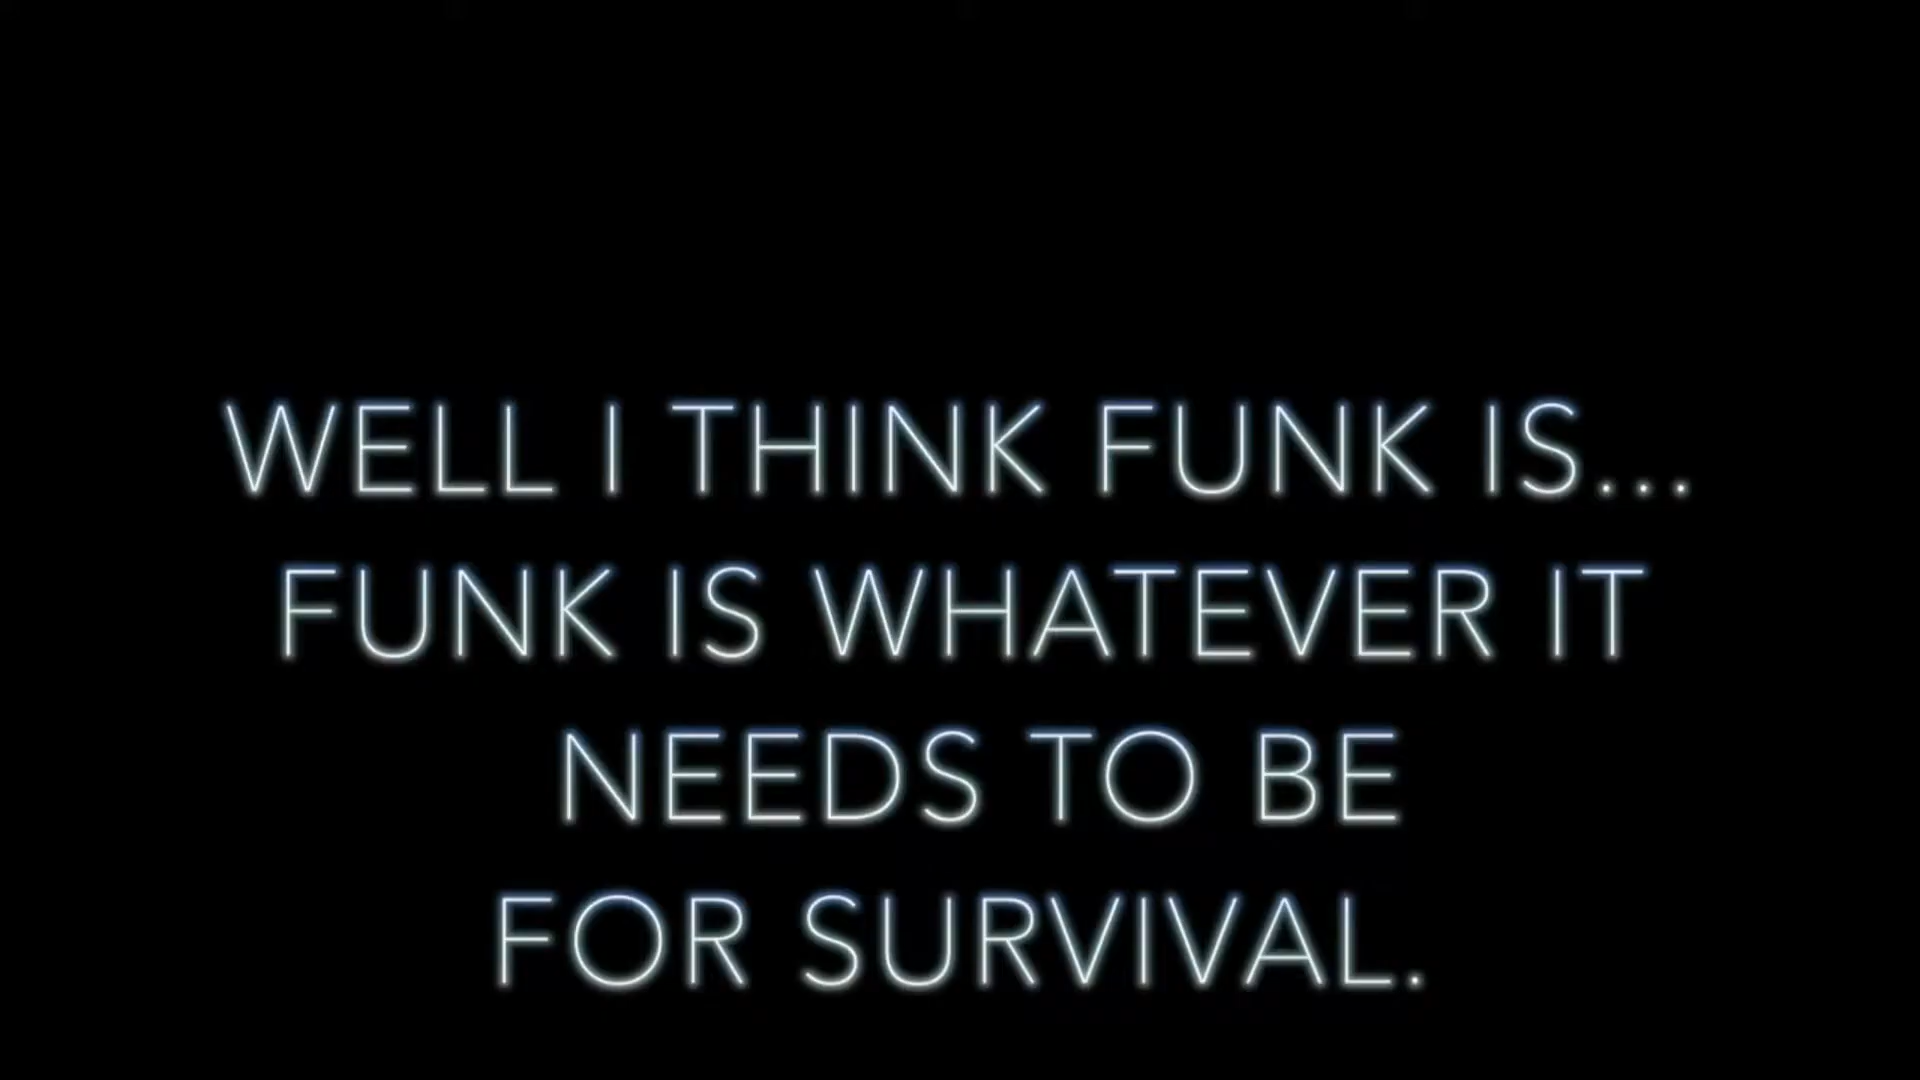 WELL I THINK FUNK IS...
FUNK IS WHATEVER IT
NEEDS TO BE
FOR SURVIVAL.